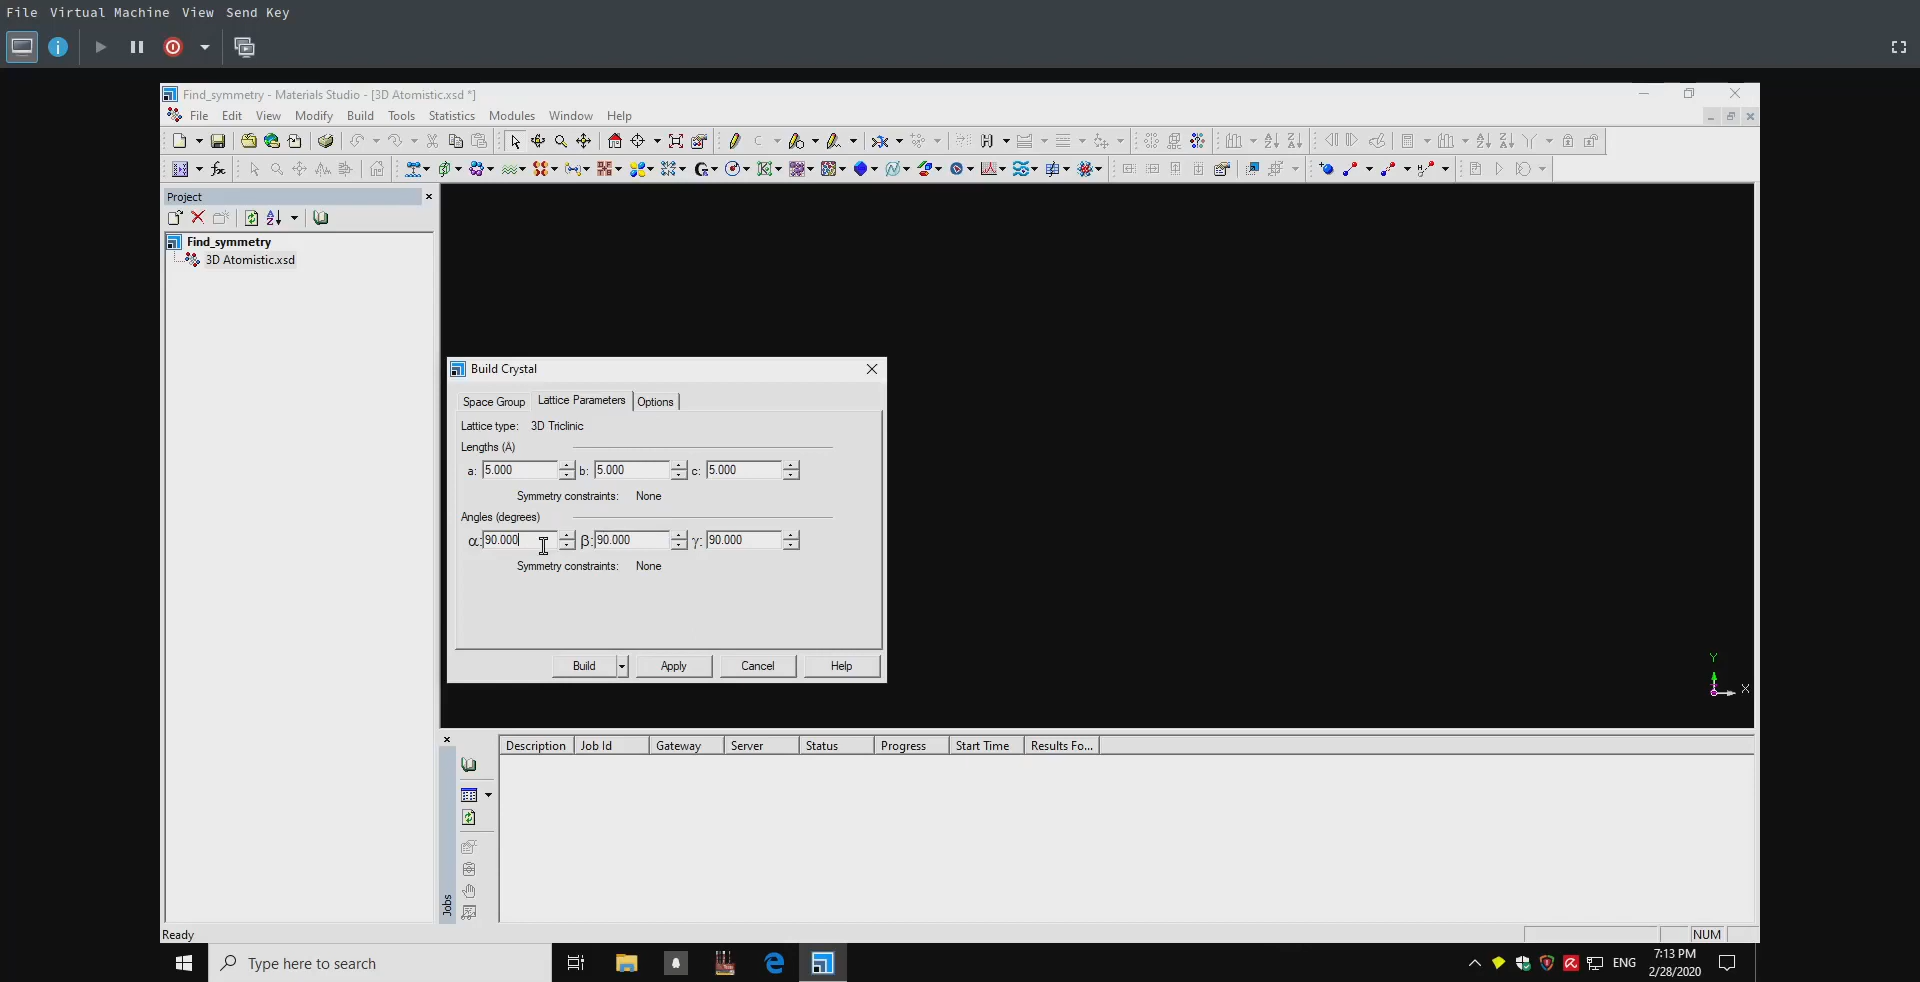 File Virtual Machine View Send Key
Find_symmetry - Materials Studio - [3D Atomistic.xsd *]
File Edit View Modify Build Tools Statistics Modules Window Help
Project
Find_symmetry
3D Atomistic.xsd
Build Crystal
Space Group Lattice Parameters Options
Lattice type: 3D Triclinic
Lengths (Å)
a: 5.000 b: 5.000 c: 5.000
Symmetry constraints: None
Angles (degrees)
α: 90.000 β: 90.000 γ: 90.000
Symmetry constraints: None
Build Apply Cancel Help
Y
X
Description Job Id Gateway Server Status Progress Start Time Results Fo...
Jobs
Ready
NUM
Type here to search
ENG
7:13 PM
2/28/2020